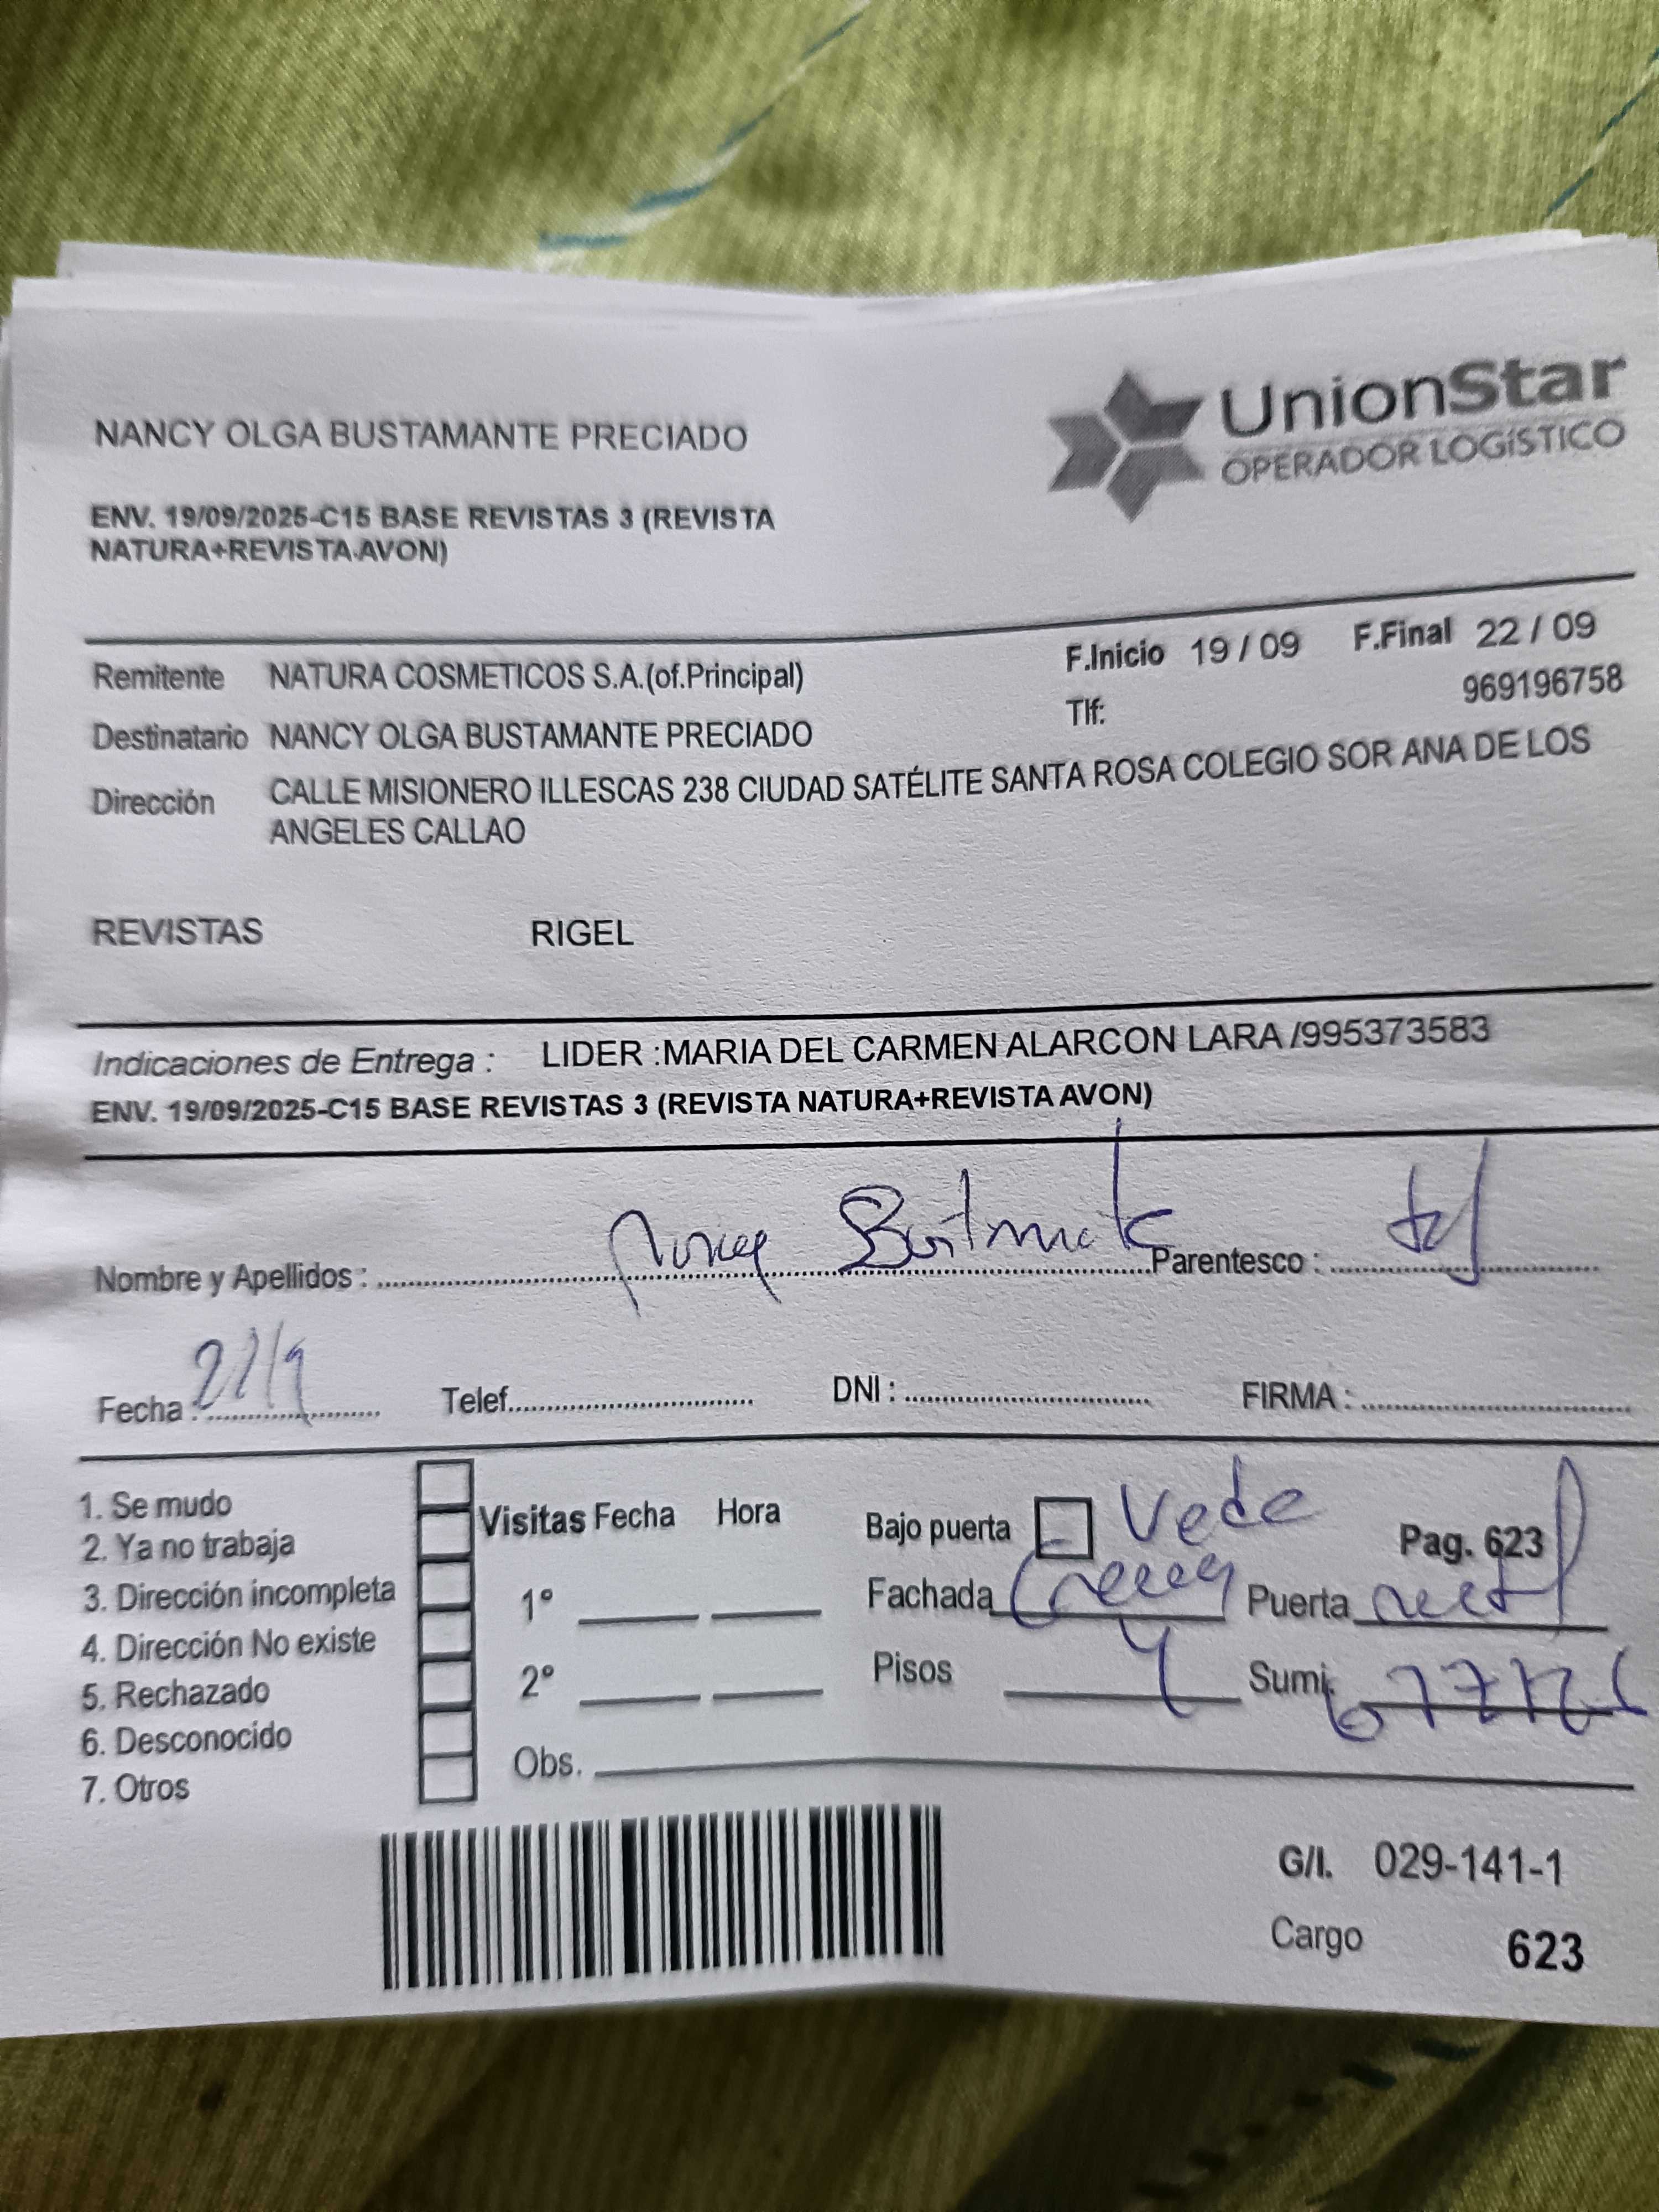 UnionStar
OPERADOR LOGÍSTICO
NANCY OLGA BUSTAMANTE PRECIADO
ENV. 19/09/2025-C15 BASE REVISTAS 3 (REVISTA
NATURA+REVISTA AVON)
Remitente NATURA COSMETICOS S.A.(of.Principal) F.Inicio 19 / 09 F.Final 22 / 09
Destinatario NANCY OLGA BUSTAMANTE PRECIADO Tlf: 969196758
Dirección CALLE MISIONERO ILLESCAS 238 CIUDAD SATÉLITE SANTA ROSA COLEGIO SOR ANA DE LOS
ANGELES CALLAO
REVISTAS RIGEL
Indicaciones de Entrega : LIDER :MARIA DEL CARMEN ALARCON LARA /995373583
ENV. 19/09/2025-C15 BASE REVISTAS 3 (REVISTA NATURA+REVISTA AVON)
Nombre y Apellidos : Parentesco :
Fecha : 22/9 Telef. DNI : FIRMA :
1. Se mudo
2. Ya no trabaja
3. Dirección incompleta
4. Dirección No existe
5. Rechazado
6. Desconocido
7. Otros
Visitas Fecha Hora
1°
2°
Obs.
Bajo puerta Pag. 623
Fachada Puerta
Pisos 4 Sumi.
G/I. 029-141-1
Cargo 623